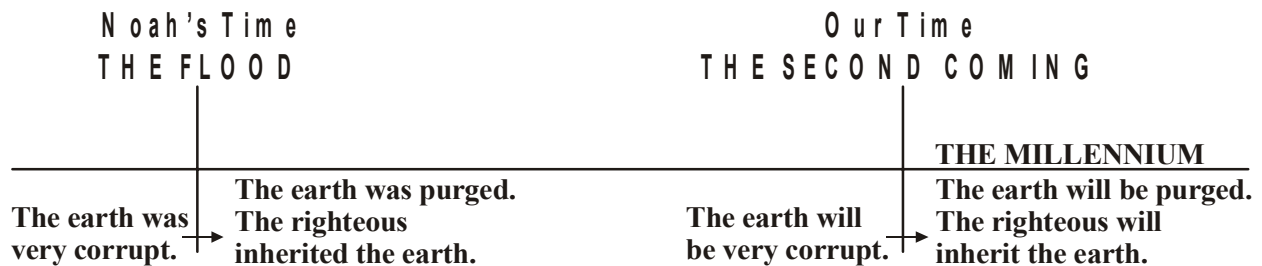 Noah's Time
THE FLOOD
Our Time
THE SECOND COMING
THE MILLENNIUM
The earth was
very corrupt.
The earth was purged.
The righteous
inherited the earth.
The earth will
be very corrupt.
The earth will be purged.
The righteous will
inherit the earth.